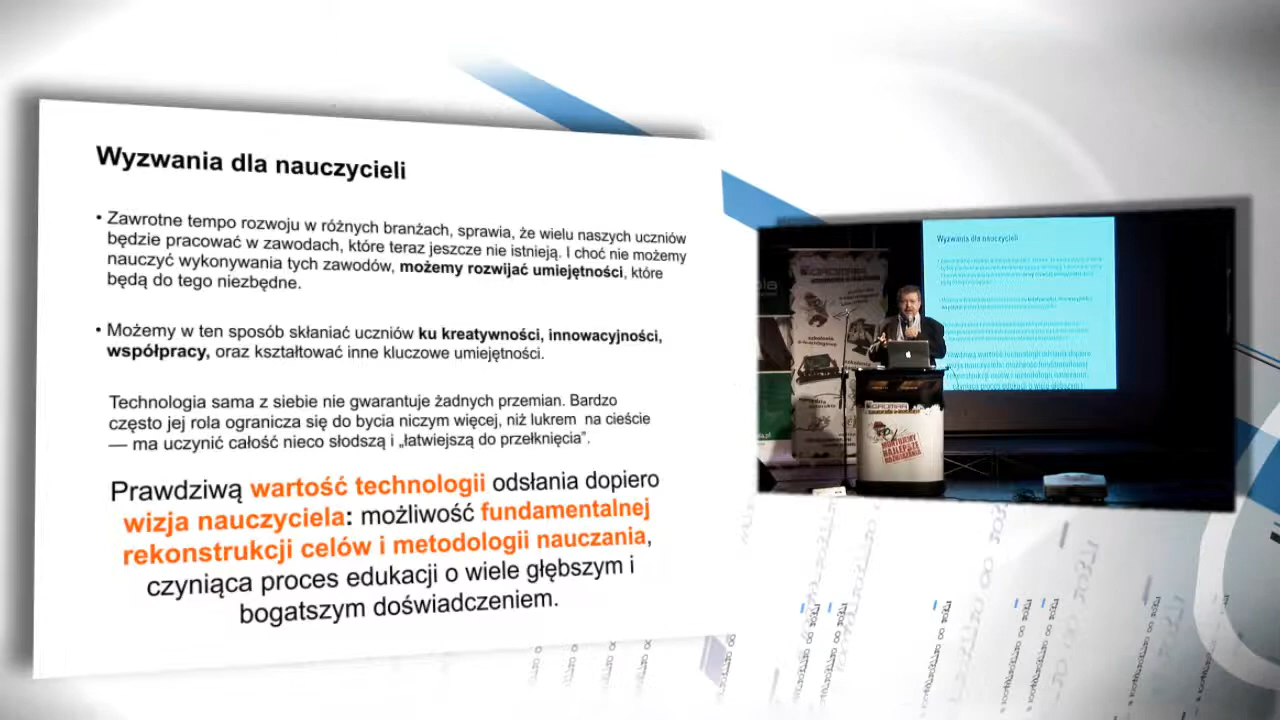 Wyzwania dla nauczycieli
• Zawrotne tempo rozwoju w różnych branżach, sprawia, że wielu naszych uczniów
będzie pracować w zawodach, które teraz jeszcze nie istnieją. I choć nie możemy
nauczyć wykonywania tych zawodów, możemy rozwijać umiejętności, które
będą do tego niezbędne.
• Możemy w ten sposób skłaniać uczniów ku kreatywności, innowacyjności,
współpracy, oraz kształtować inne kluczowe umiejętności.
Technologia sama z siebie nie gwarantuje żadnych przemian. Bardzo
często jej rola ogranicza się do bycia niczym więcej, niż lukrem na cieście
— ma uczynić całość nieco słodszą i „łatwiejszą do przełknięcia”.
Prawdziwą wartość technologii odsłania dopiero
wizja nauczyciela: możliwość fundamentalnej
rekonstrukcji celów i metodologii nauczania,
czyniąca proces edukacji o wiele głębszym i
bogatszym doświadczeniem.
Wyzwania dla nauczycieli
MONTUJEMY
NAJLEPSZE
ROZWIĄZANIA